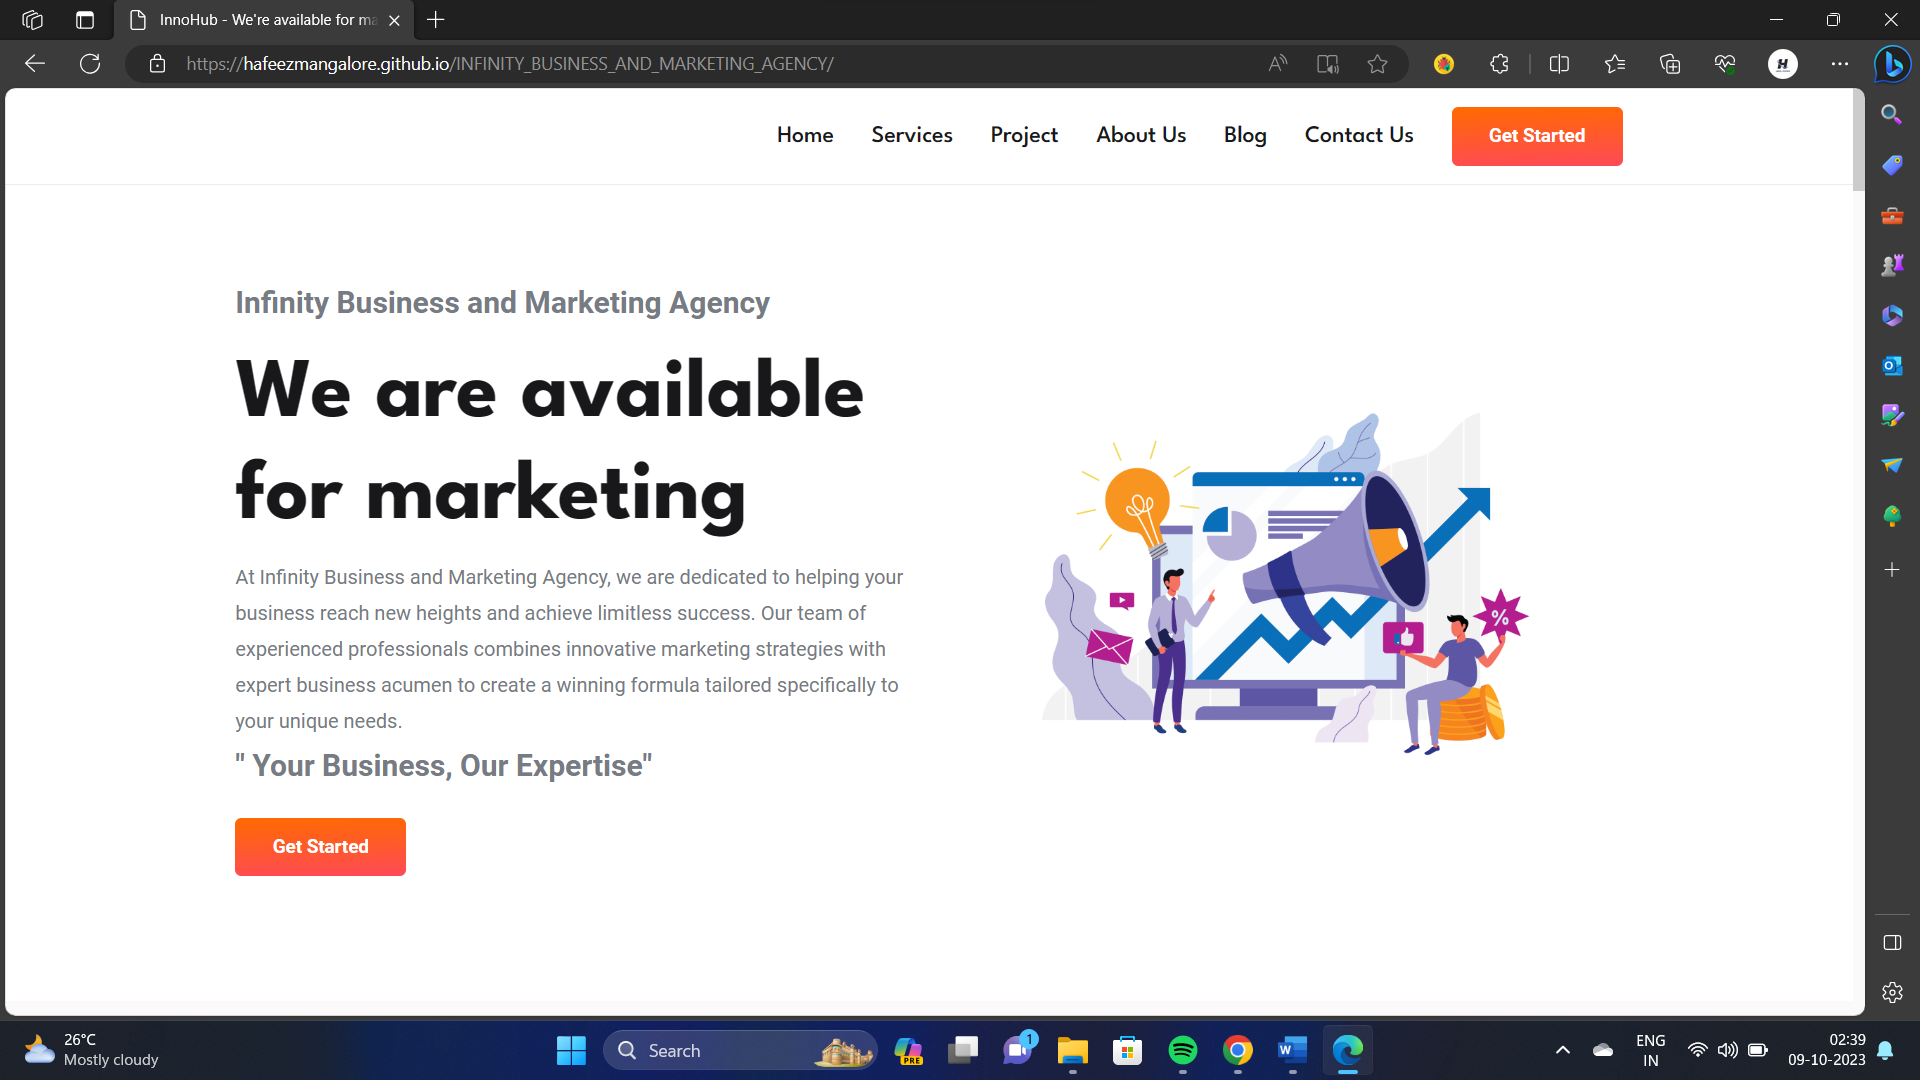 InnoHub - We're available for ma
https://hafeezmangalore.github.io/INFINITY_BUSINESS_AND_MARKETING_AGENCY/
Home Services Project About Us Blog Contact Us Get Started
Infinity Business and Marketing Agency
We are available
for marketing
At Infinity Business and Marketing Agency, we are dedicated to helping your
business reach new heights and achieve limitless success. Our team of
experienced professionals combines innovative marketing strategies with
expert business acumen to create a winning formula tailored specifically to
your unique needs.
" Your Business, Our Expertise"
Get Started
%
26°C
Mostly cloudy
Search
PRE
1
W
ENG
IN
02:39
09-10-2023